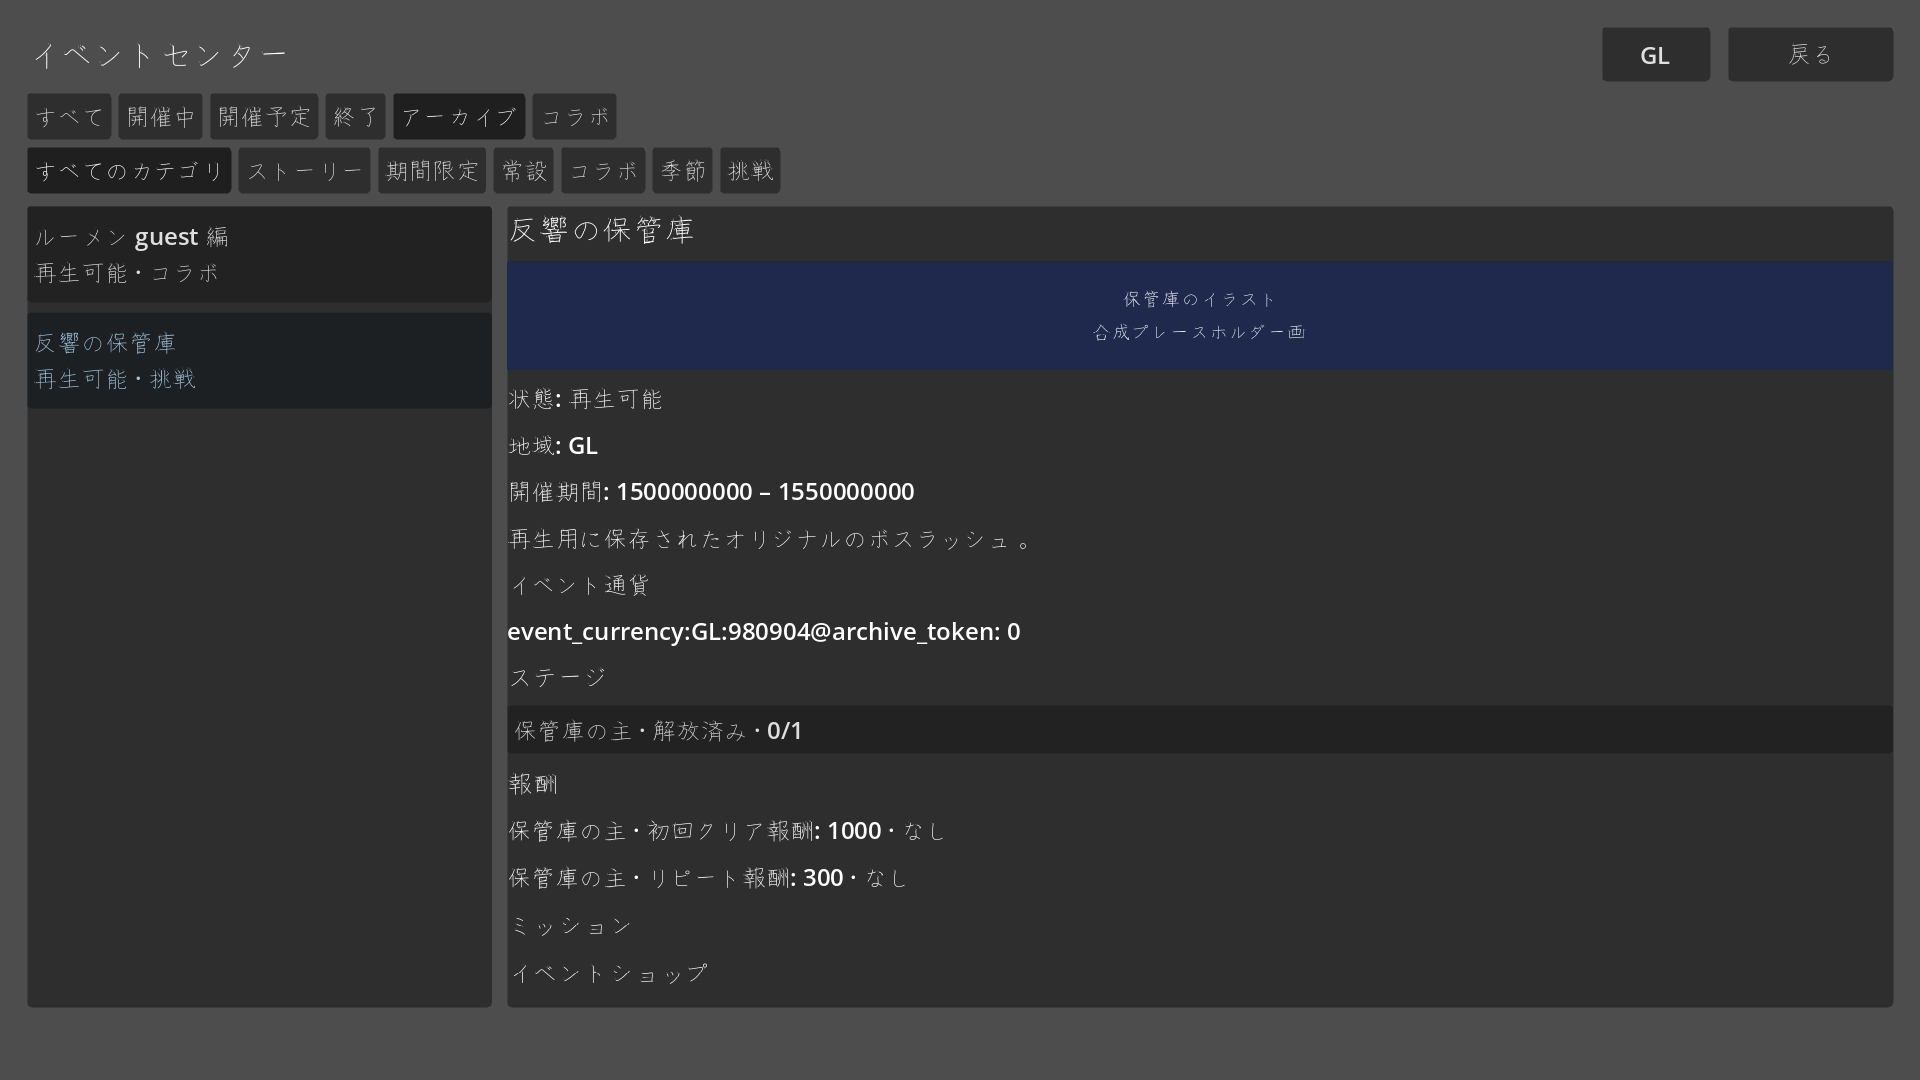 イベントセンター
GL
戻る
すべて 開催中 開催予定 終了 アーカイブ コラボ
すべてのカテゴリ ストーリー 期間限定 常設 コラボ 季節 挑戦
ルーメン guest 編
再生可能・コラボ
反響の保管庫
再生可能・挑戦
反響の保管庫
保管庫のイラスト
合成プレースホルダー画
状態: 再生可能
地域: GL
開催期間: 1500000000 – 1550000000
再生用に保存されたオリジナルのボスラッシュ。
イベント通貨
event_currency:GL:980904@archive_token: 0
ステージ
保管庫の主・解放済み・0/1
報酬
保管庫の主・初回クリア報酬: 1000・なし
保管庫の主・リピート報酬: 300・なし
ミッション
イベントショップ